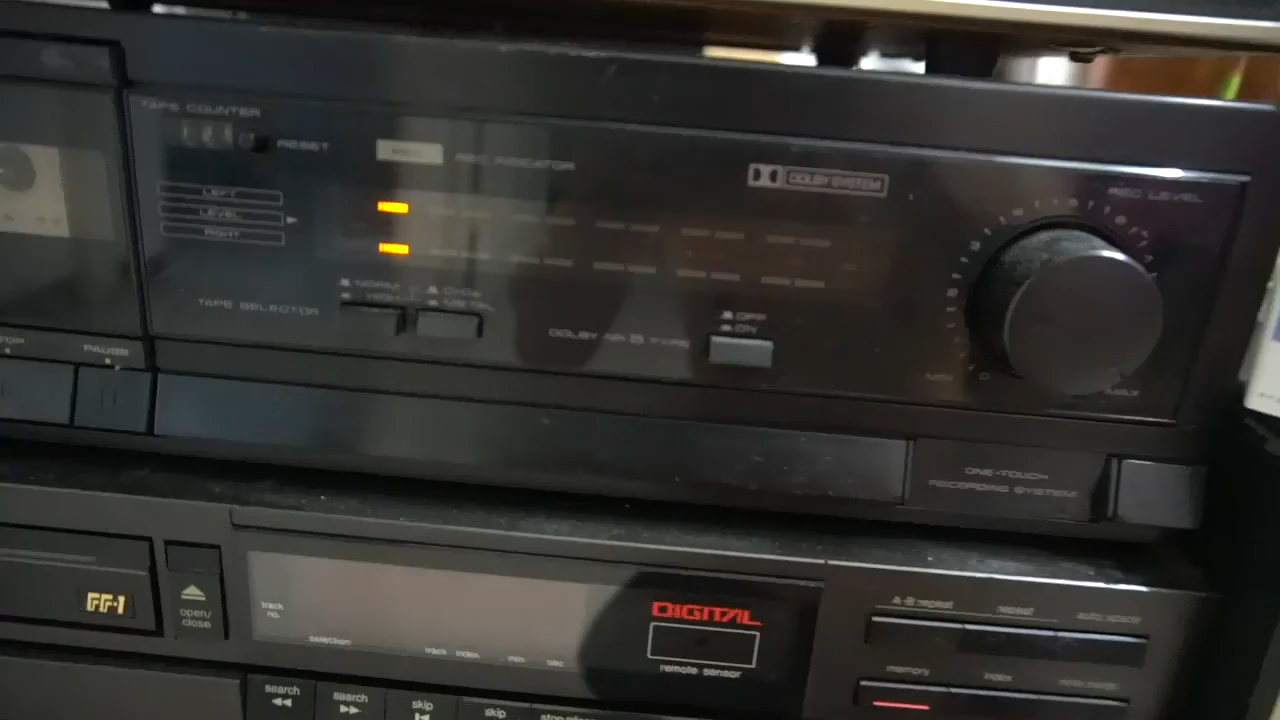 TAPE COUNTER
RESET
REC INDICATOR
DOLBY SYSTEM
REC LEVEL
LEFT
LEVEL
RIGHT
NORM
CrO2
METAL
TAPE SELECTOR
OFF
ON
DOLBY NR B TYPE
MIN
MAX
PAUSE
ONE-TOUCH
RECORDING SYSTEM
FF-1
open/
close
track
no.
selection
track
index
min
sec
DIGITAL
remote sensor
A-B repeat
repeat
auto space
memory
index
search
search
skip
skip